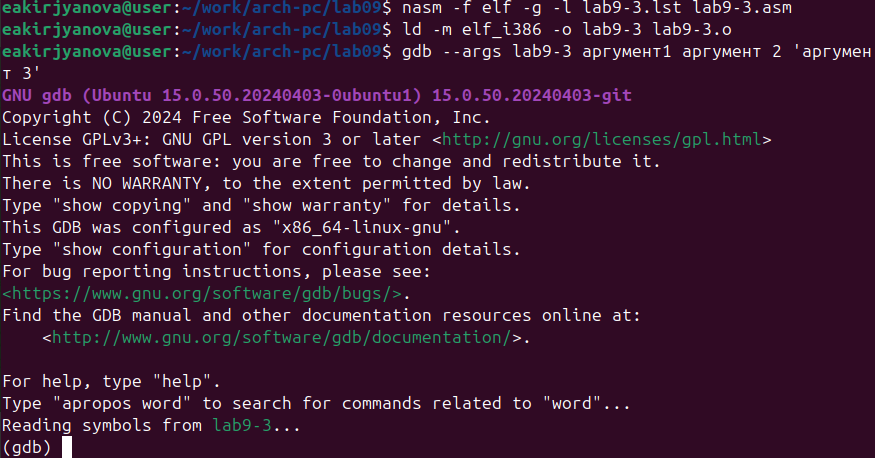 eakirjyanova@user:~/work/arch-pc/lab09$ nasm -f elf -g -l lab9-3.lst lab9-3.asm
eakirjyanova@user:~/work/arch-pc/lab09$ ld -m elf_i386 -o lab9-3 lab9-3.o
eakirjyanova@user:~/work/arch-pc/lab09$ gdb --args lab9-3 аргумент1 аргумент 2 'аргумен
т 3'
GNU gdb (Ubuntu 15.0.50.20240403-0ubuntu1) 15.0.50.20240403-git
Copyright (C) 2024 Free Software Foundation, Inc.
License GPLv3+: GNU GPL version 3 or later <http://gnu.org/licenses/gpl.html>
This is free software: you are free to change and redistribute it.
There is NO WARRANTY, to the extent permitted by law.
Type "show copying" and "show warranty" for details.
This GDB was configured as "x86_64-linux-gnu".
Type "show configuration" for configuration details.
For bug reporting instructions, please see:
<https://www.gnu.org/software/gdb/bugs/>.
Find the GDB manual and other documentation resources online at:
    <http://www.gnu.org/software/gdb/documentation/>.

For help, type "help".
Type "apropos word" to search for commands related to "word"...
Reading symbols from lab9-3...
(gdb)